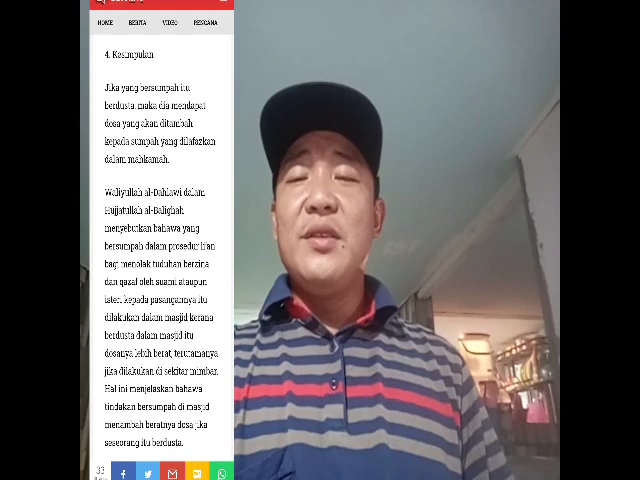 HOME BERITA VIDEO RENCANA
4. Kesimpulan
Jika yang bersumpah itu
berdusta, maka dia mendapat
dosa yang akan ditambah
kepada sumpah yang dilafazkan
dalam mahkamah.
Waliyullah al-Dahlawi dalam
Hujjatullah al-Balighah
menyebutkan bahawa yang
bersumpah dalam prosedur li'an
bagi menolak tuduhan berzina
dan qazaf oleh suami ataupun
isteri kepada pasangannya itu
dilakukan dalam masjid kerana
berdusta dalam masjid itu
dosanya lebih berat, terutamanya
jika dilakukan di sekitar mimbar.
Hal ini menjelaskan bahawa
tindakan bersumpah di masjid
menambah beratnya dosa jika
seseorang itu berdusta.
33